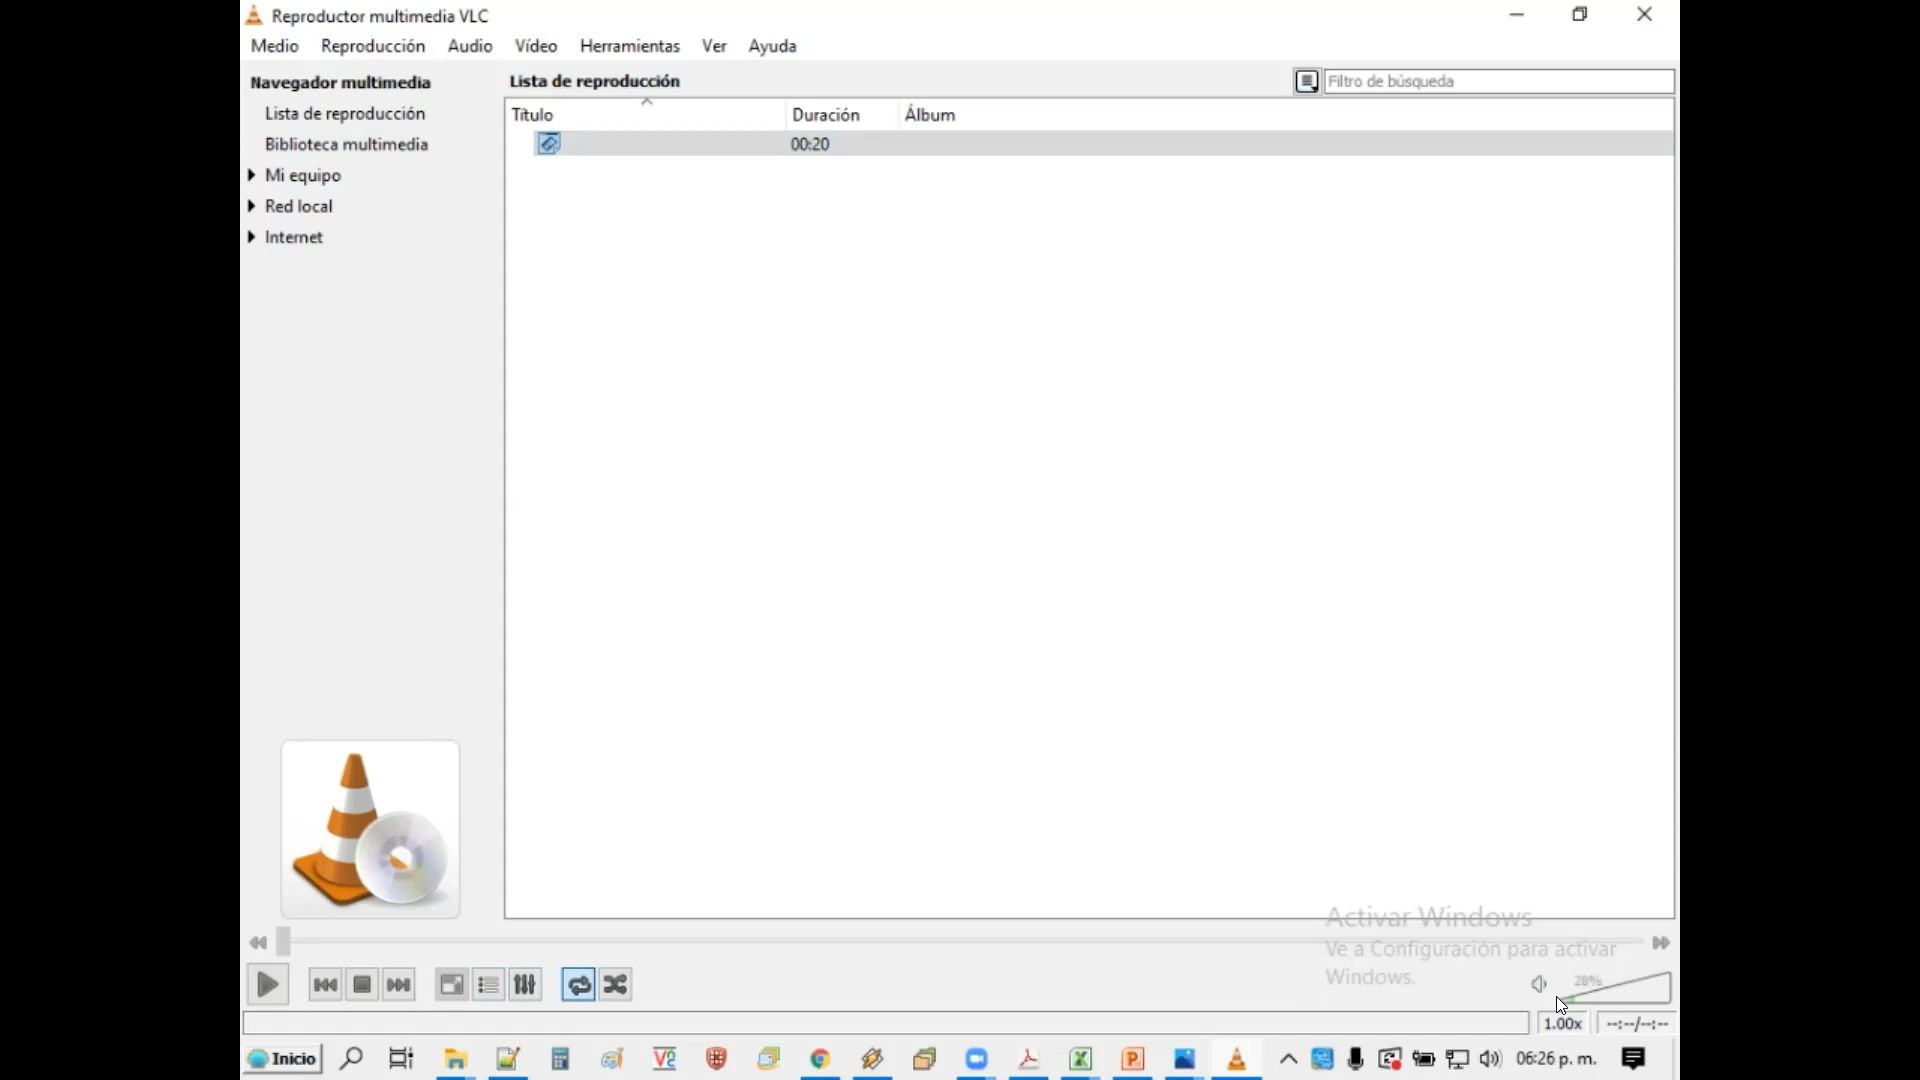 Reproductor multimedia VLC
Medio Reproducción Audio Vídeo Herramientas Ver Ayuda
Navegador multimedia
Lista de reproducción
Biblioteca multimedia
Mi equipo
Red local
Internet
Lista de reproducción
Filtro de búsqueda
Título Duración Álbum
00:20
Activar Windows
Ve a Configuración para activar
Windows.
28%
1.00x --:--/--:--
Inicio
06:26 p. m.